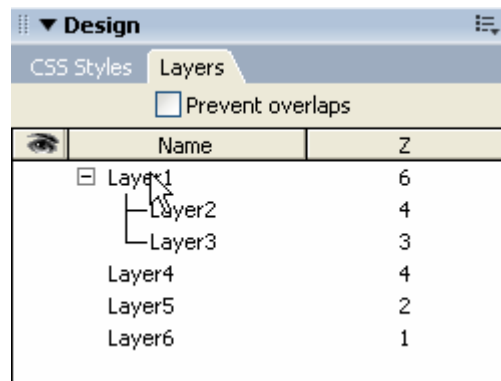 Design
CSS Styles Layers
Prevent overlaps
Name Z
Layer1 6
Layer2 4
Layer3 3
Layer4 4
Layer5 2
Layer6 1